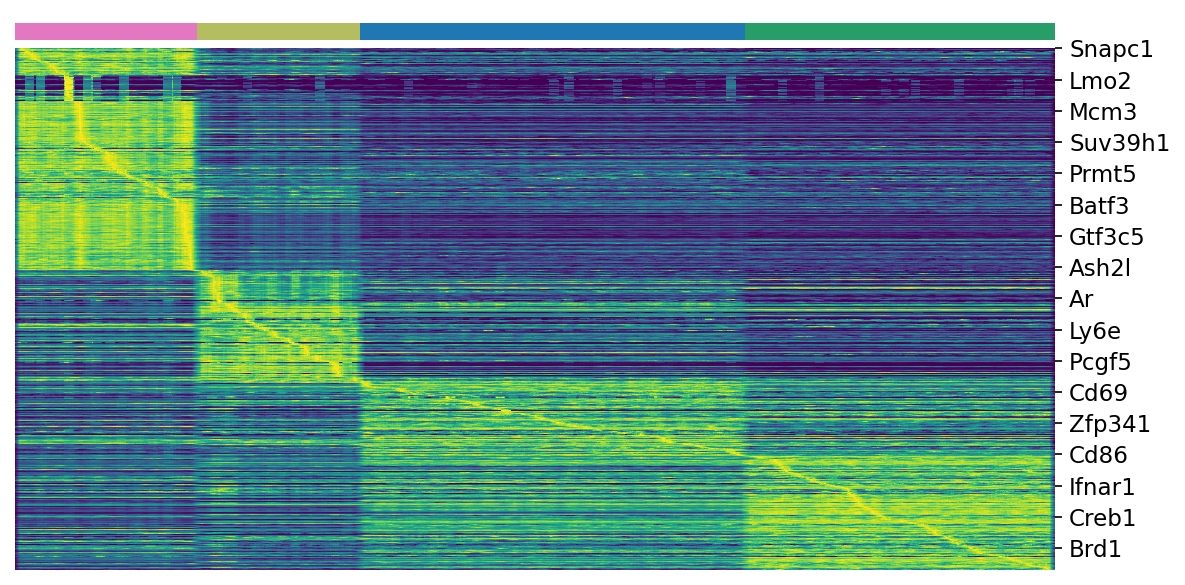 Snapc1
Lmo2
Mcm3
Suv39h1
Prmt5
Batf3
Gtf3c5
Ash2l
Ar
Ly6e
Pcgf5
Cd69
Zfp341
Cd86
Ifnar1
Creb1
Brd1